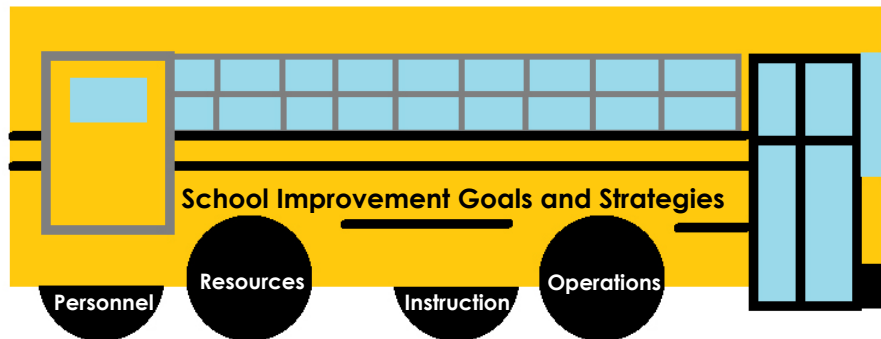 School Improvement Goals and Strategies
Personnel
Resources
Instruction
Operations